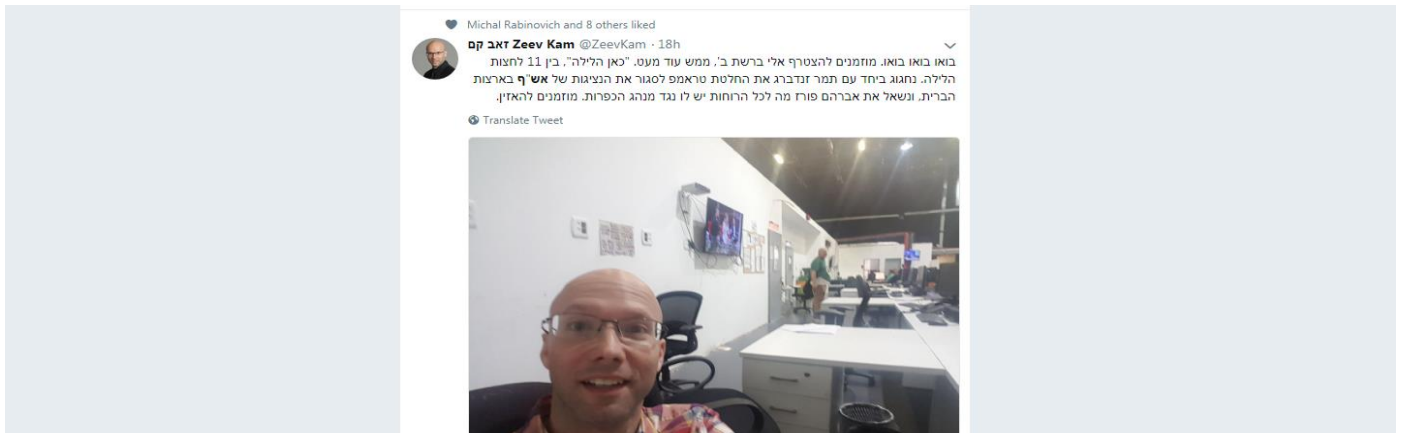 Michal Rabinovich and 8 others liked
זאב קם Zeev Kam @ZeevKam · 18h
בואו בואו בואו. מוזמנים להצטרף אלי ברשת ב', ממש עוד מעט. "כאן הלילה", בין 11 לחצות
הלילה. נחגוג ביחד עם תמר זנדברג את החלטת טראמפ לסגור את הנציגות של אש"ף בארצות
הברית, ונשאל את אברהם פורז מה לכל הרוחות יש לו נגד מנהג הכפרות. מוזמנים להאזין.
Translate Tweet